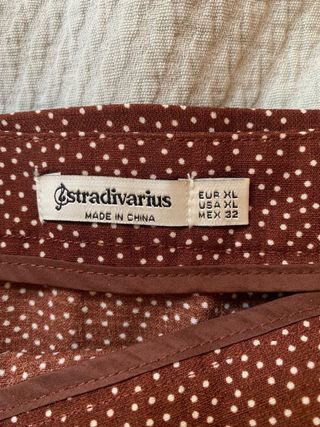 stradivarius
MADE IN CHINA
EUR XL
USA XL
MEX 32